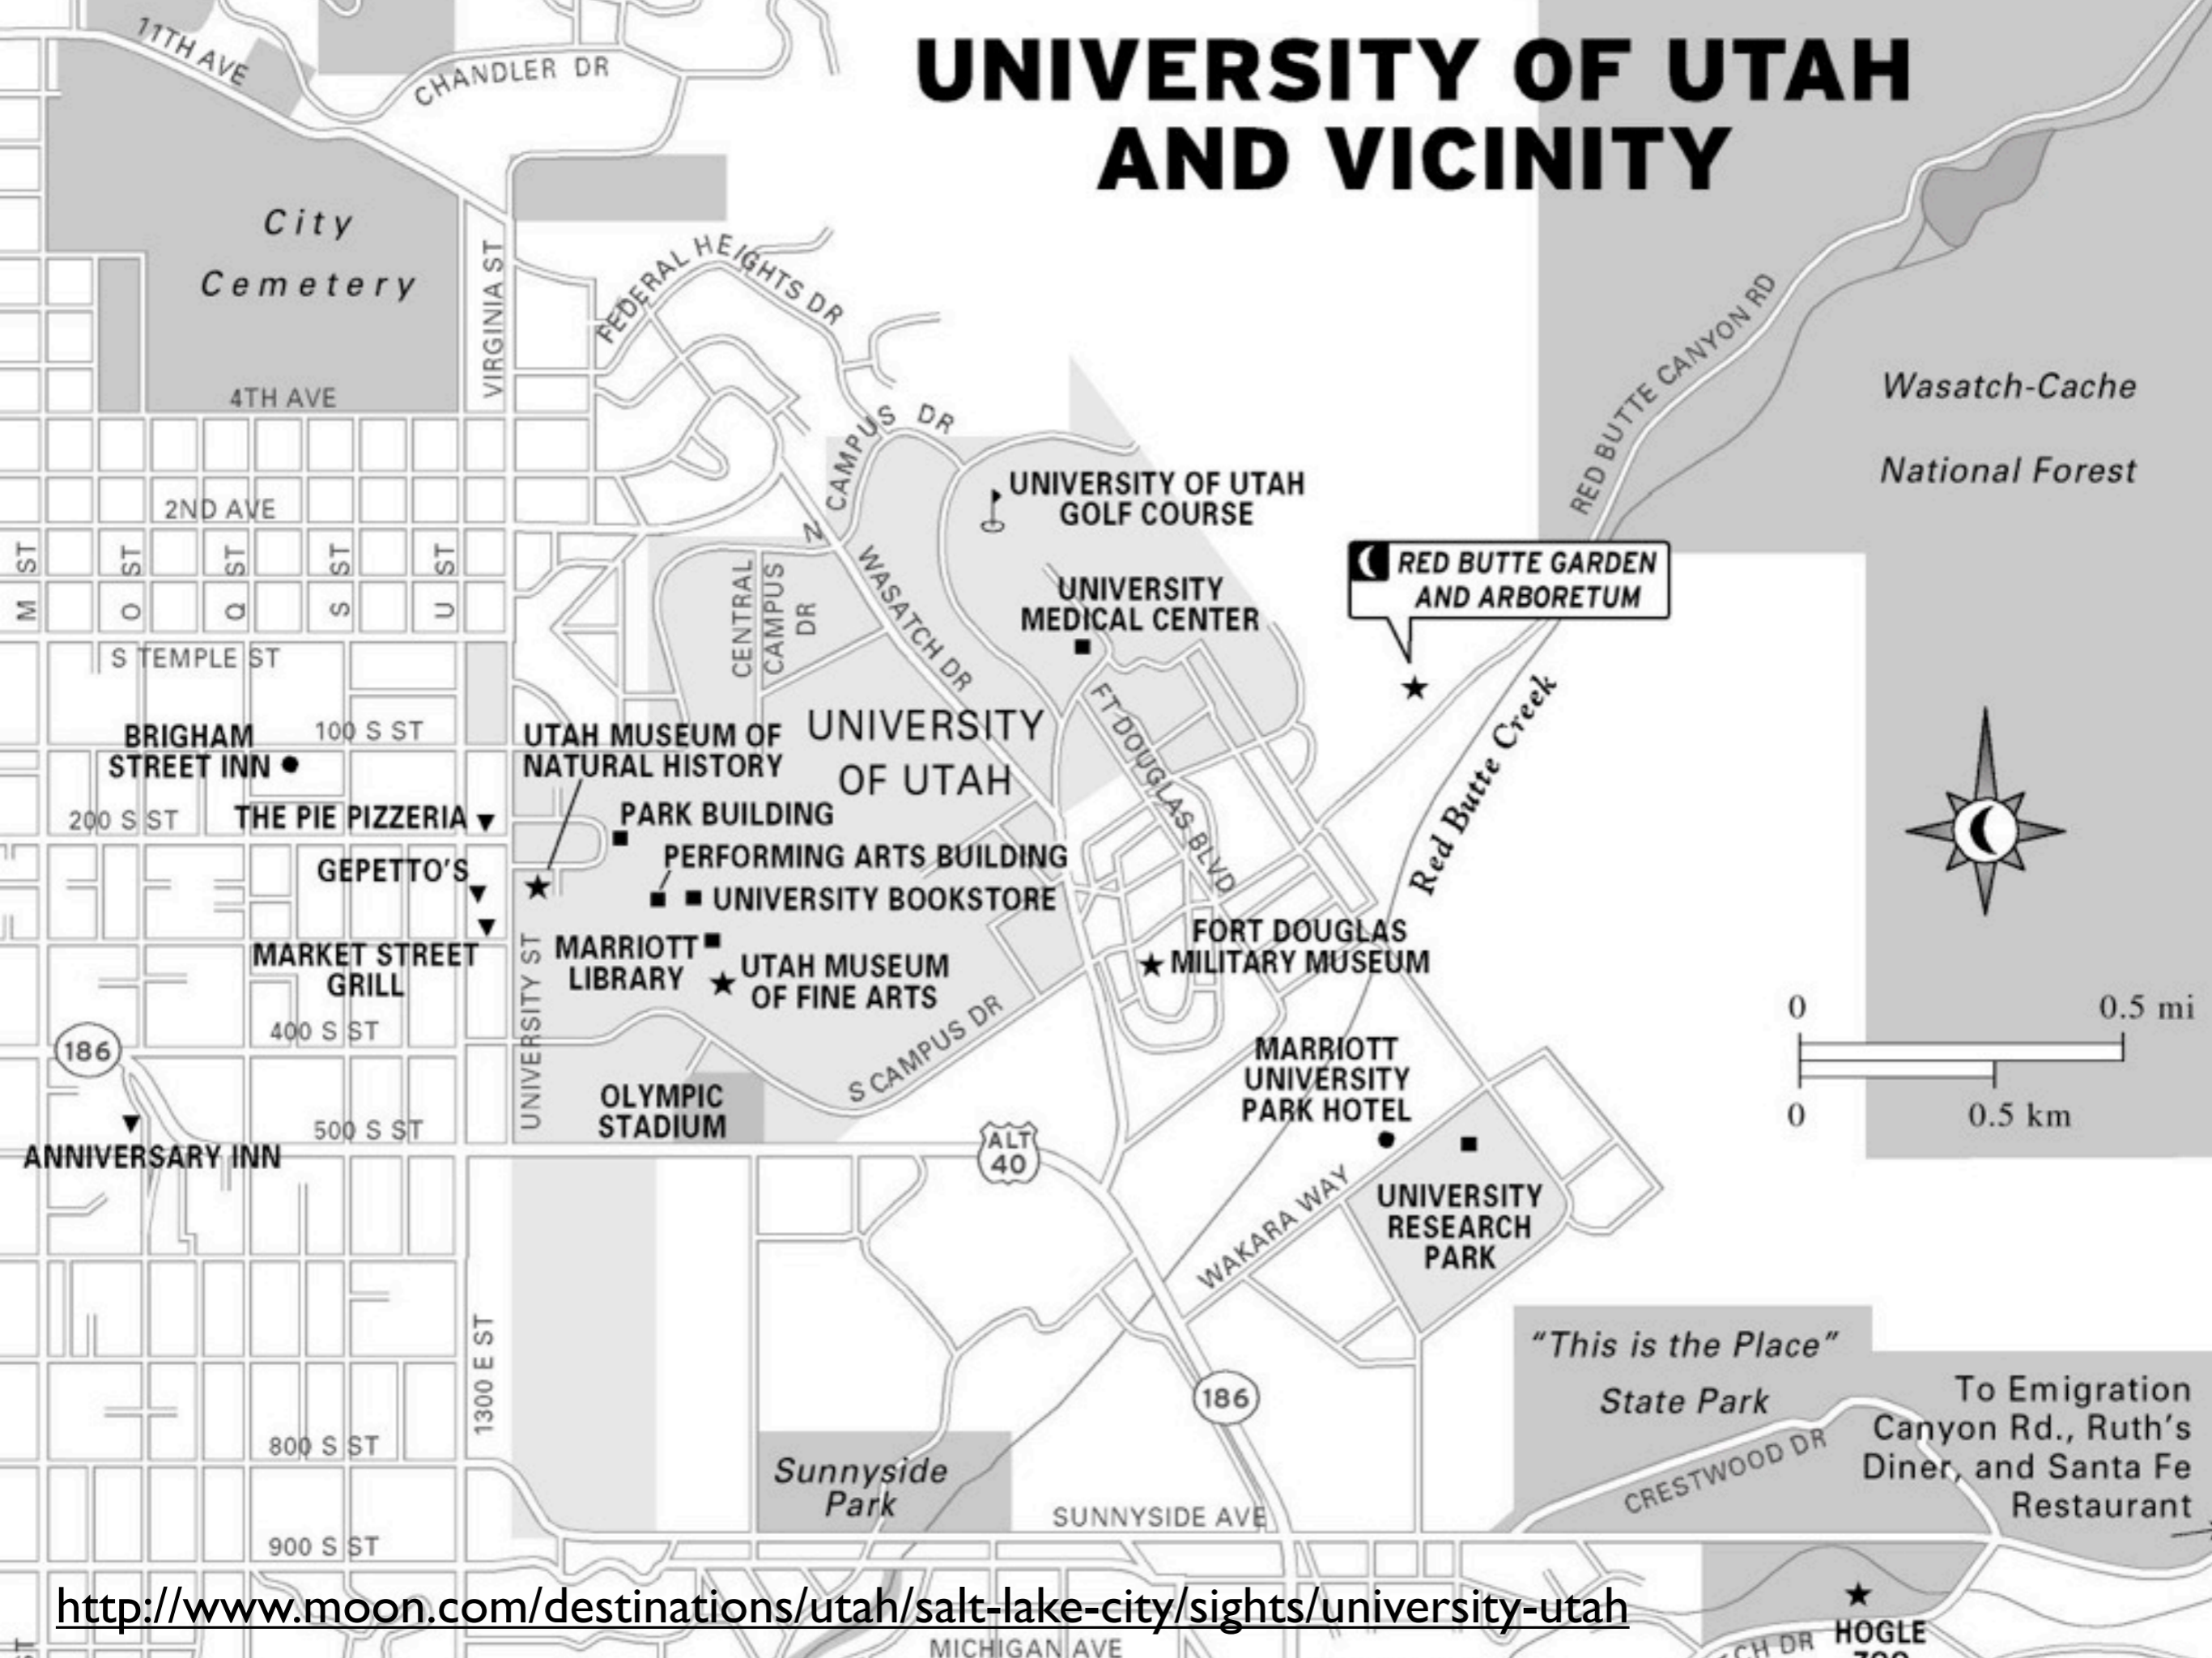 UNIVERSITY OF UTAH
AND VICINITY
11TH AVE
CHANDLER DR
City
Cemetery
VIRGINIA ST
FEDERAL HEIGHTS DR
4TH AVE
N CAMPUS DR
RED BUTTE CANYON RD
Wasatch-Cache
National Forest
UNIVERSITY OF UTAH
GOLF COURSE
2ND AVE
M ST
O ST
Q ST
S ST
U ST
CENTRAL
CAMPUS
DR
WASATCH DR
UNIVERSITY
MEDICAL CENTER
RED BUTTE GARDEN
AND ARBORETUM
S TEMPLE ST
FT DOUGLAS BLVD
Red Butte Creek
BRIGHAM
STREET INN
100 S ST
UTAH MUSEUM OF
NATURAL HISTORY
UNIVERSITY
OF UTAH
200 S ST
THE PIE PIZZERIA
PARK BUILDING
PERFORMING ARTS BUILDING
GEPETTO'S
UNIVERSITY BOOKSTORE
MARKET STREET
GRILL
UNIVERSITY ST
MARRIOTT
LIBRARY
UTAH MUSEUM
OF FINE ARTS
FORT DOUGLAS
MILITARY MUSEUM
0 0.5 mi
0 0.5 km
400 S ST
186
S CAMPUS DR
MARRIOTT
UNIVERSITY
PARK HOTEL
OLYMPIC
STADIUM
500 S ST
ANNIVERSARY INN
ALT
40
WAKARA WAY
UNIVERSITY
RESEARCH
PARK
1300 E ST
186
"This is the Place"
State Park
To Emigration
Canyon Rd., Ruth's
Diner, and Santa Fe
Restaurant
CRESTWOOD DR
800 S ST
Sunnyside
Park
SUNNYSIDE AVE
900 S ST
http://www.moon.com/destinations/utah/salt-lake-city/sights/university-utah
MICHIGAN AVE
DR
HOGLE